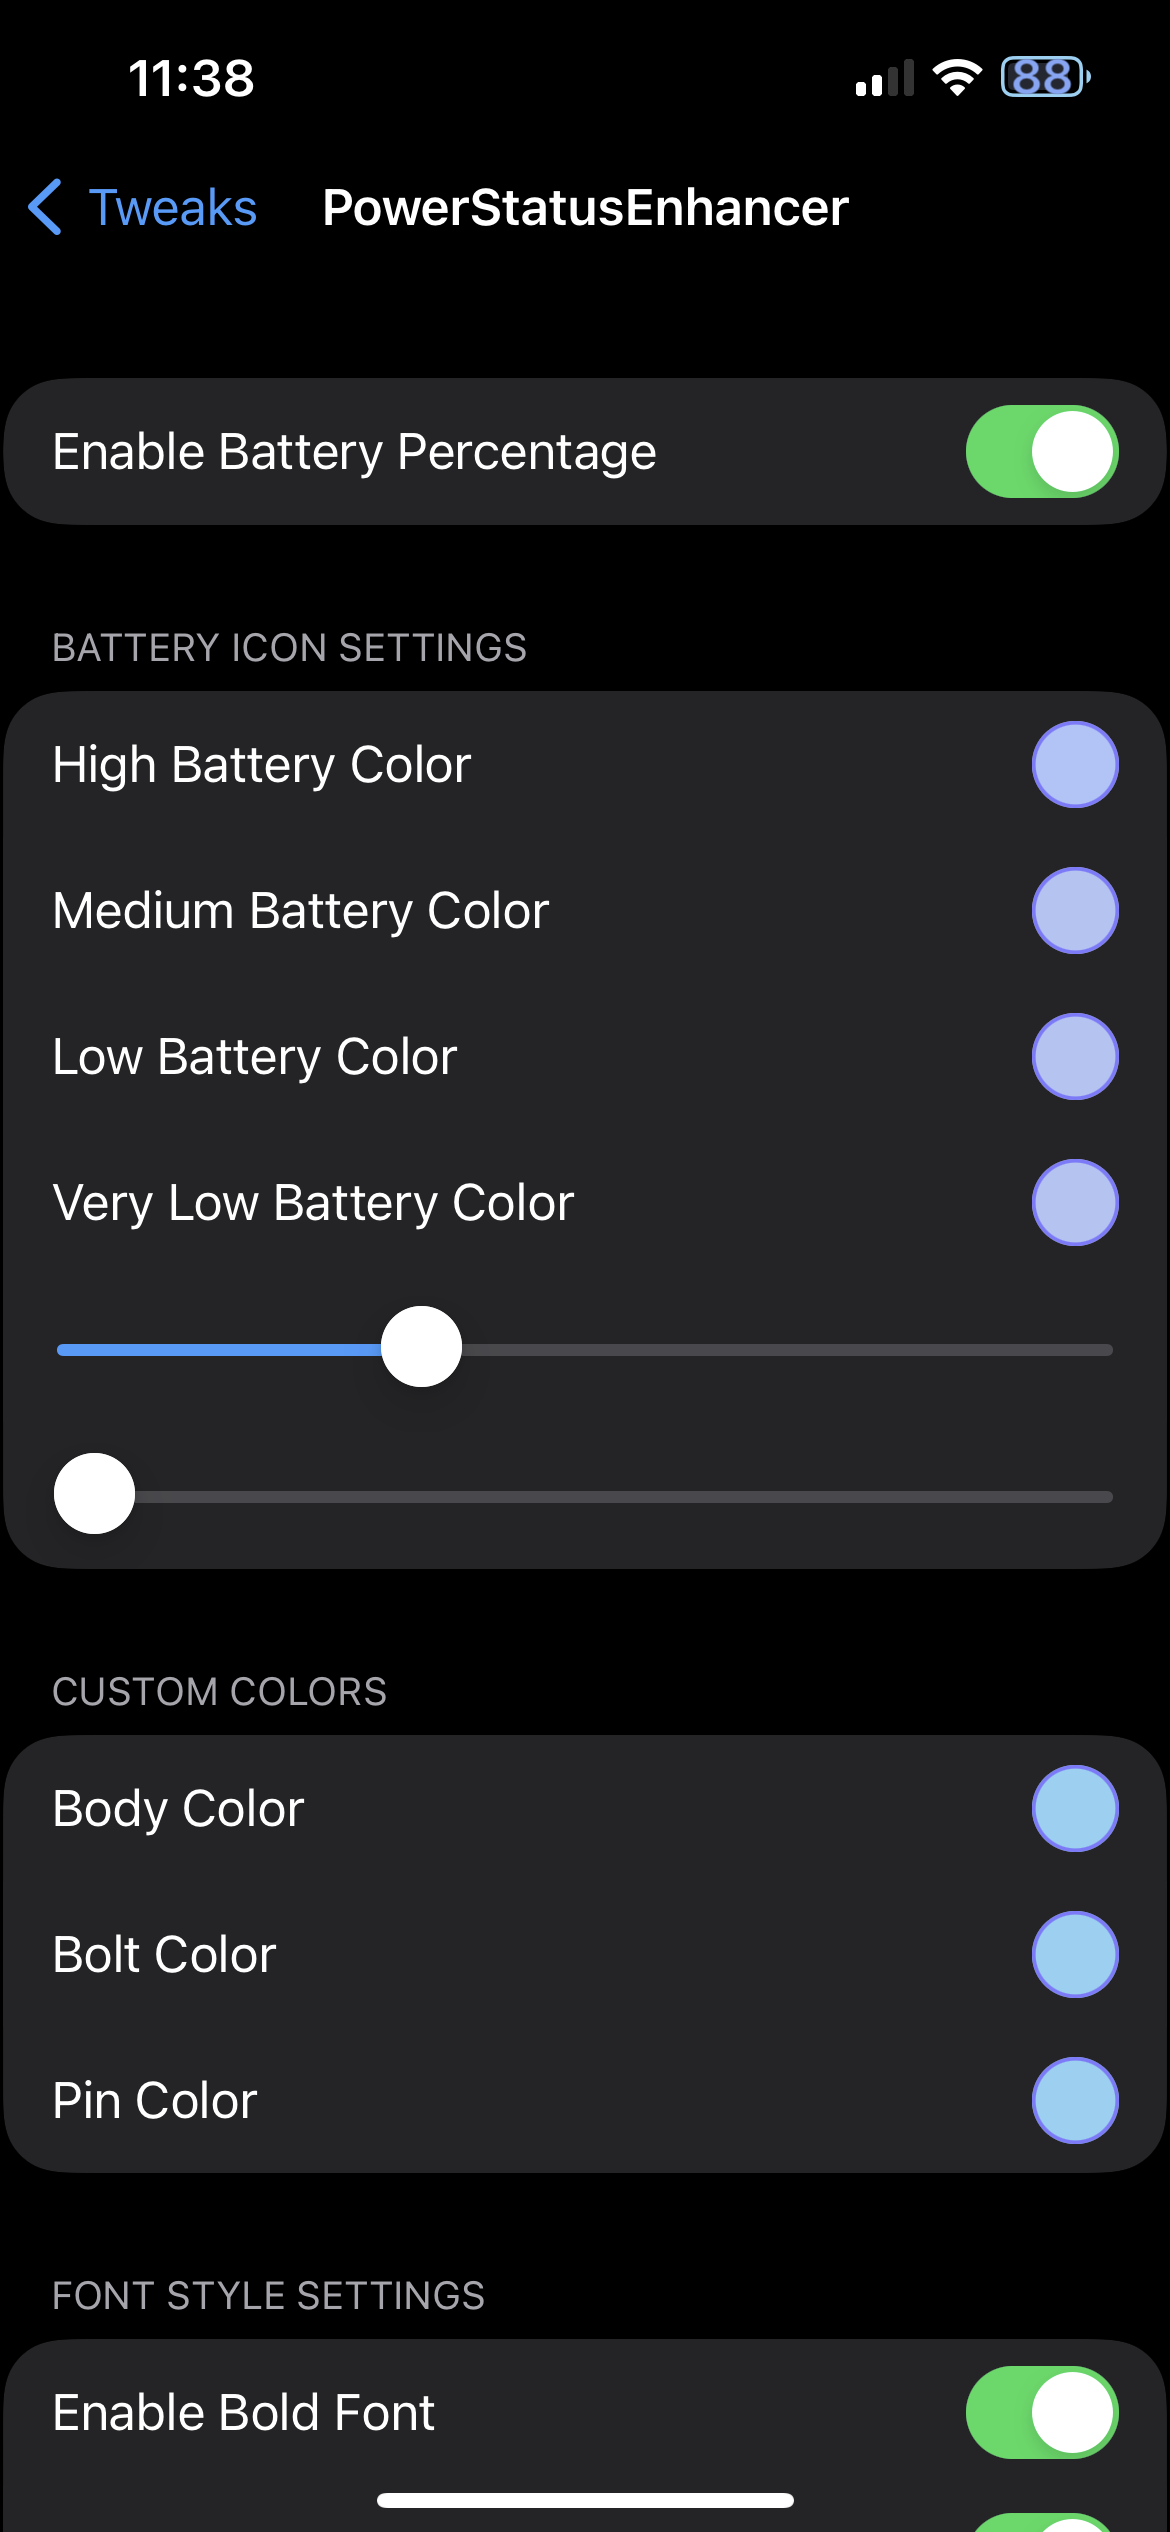 11:38
88
Tweaks
PowerStatusEnhancer
Enable Battery Percentage
BATTERY ICON SETTINGS
High Battery Color
Medium Battery Color
Low Battery Color
Very Low Battery Color
CUSTOM COLORS
Body Color
Bolt Color
Pin Color
FONT STYLE SETTINGS
Enable Bold Font